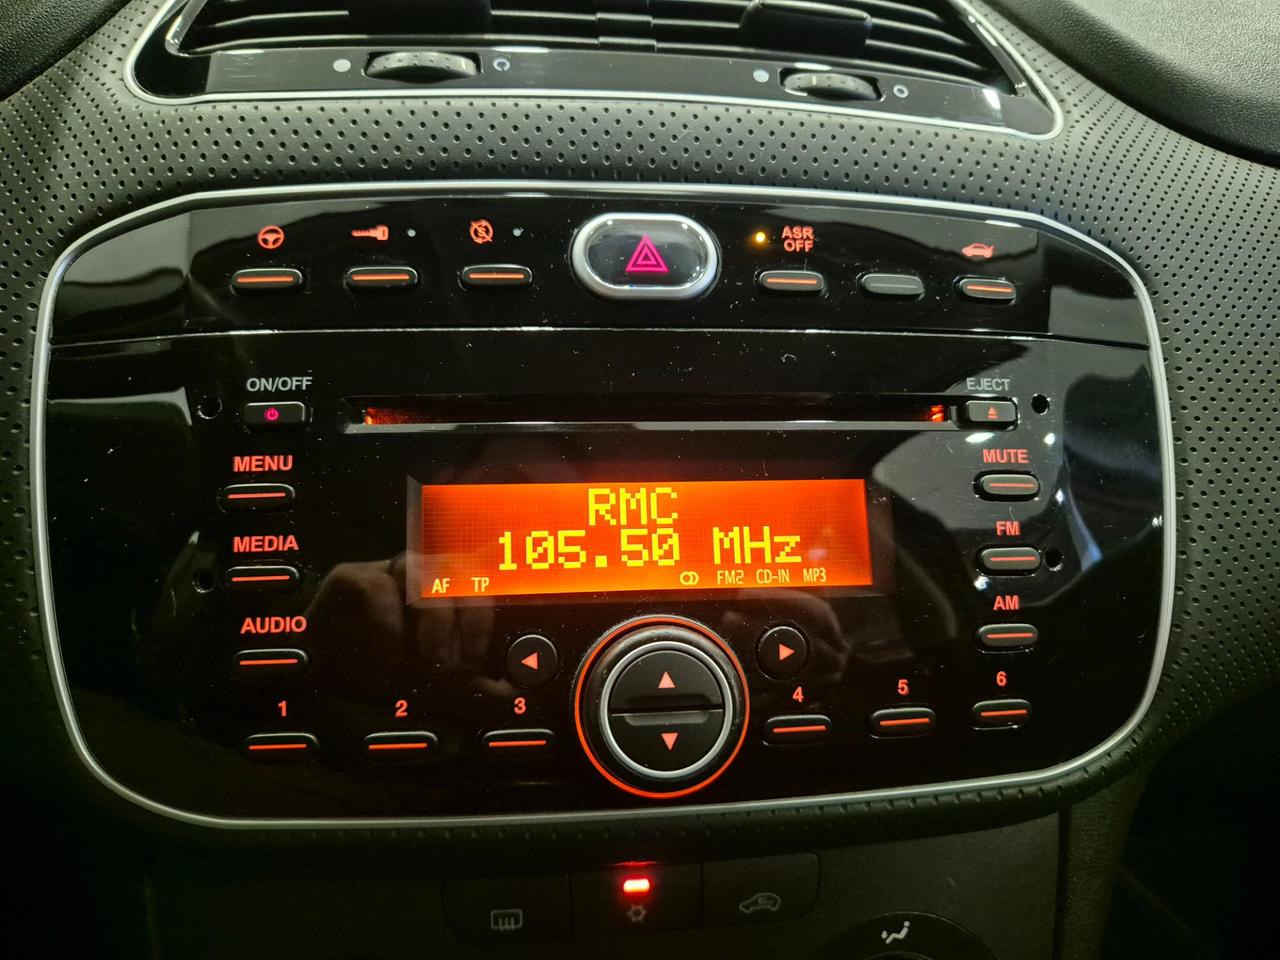 ASR
OFF
ON/OFF
EJECT
MENU
MUTE
RMC
105.50 MHz
AF TP FM2 CD-IN MP3
MEDIA
FM
AUDIO
AM
1 2 3 4 5 6